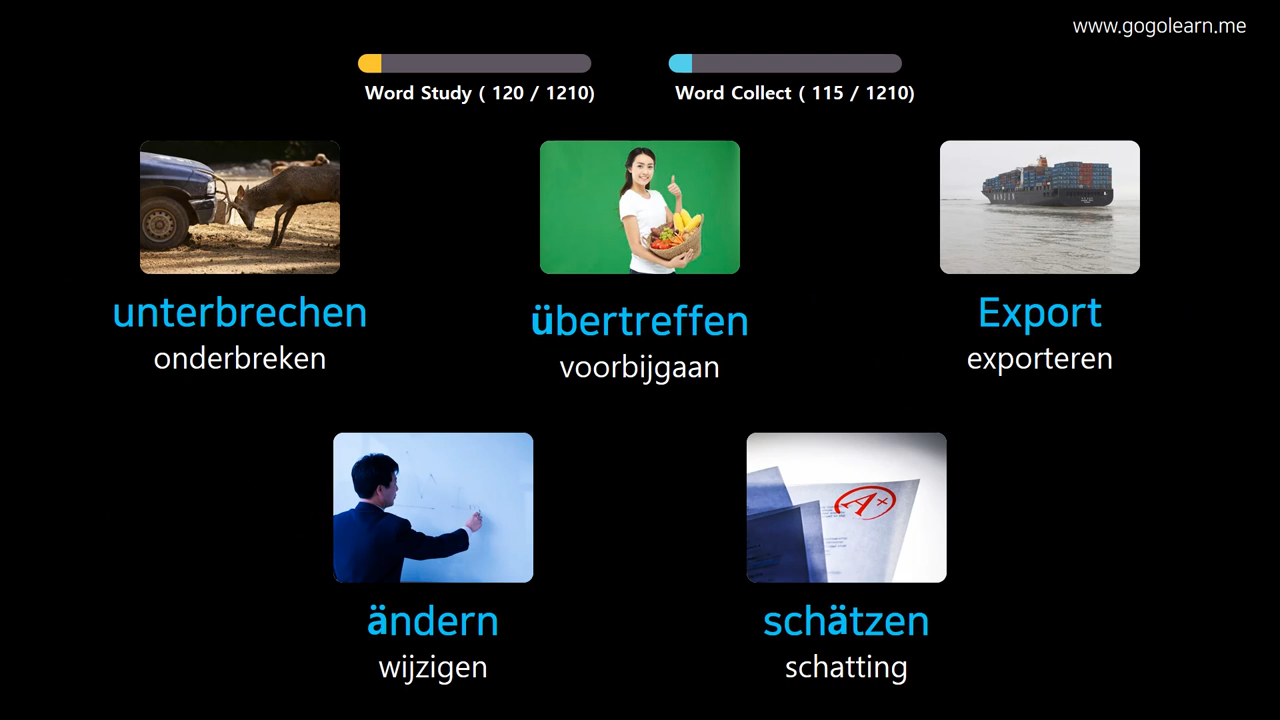 www.gogolearn.me
Word Study ( 120 / 1210)
Word Collect ( 115 / 1210)
unterbrechen
onderbreken
übertreffen
voorbijgaan
Export
exporteren
ändern
wijzigen
A+
schätzen
schatting